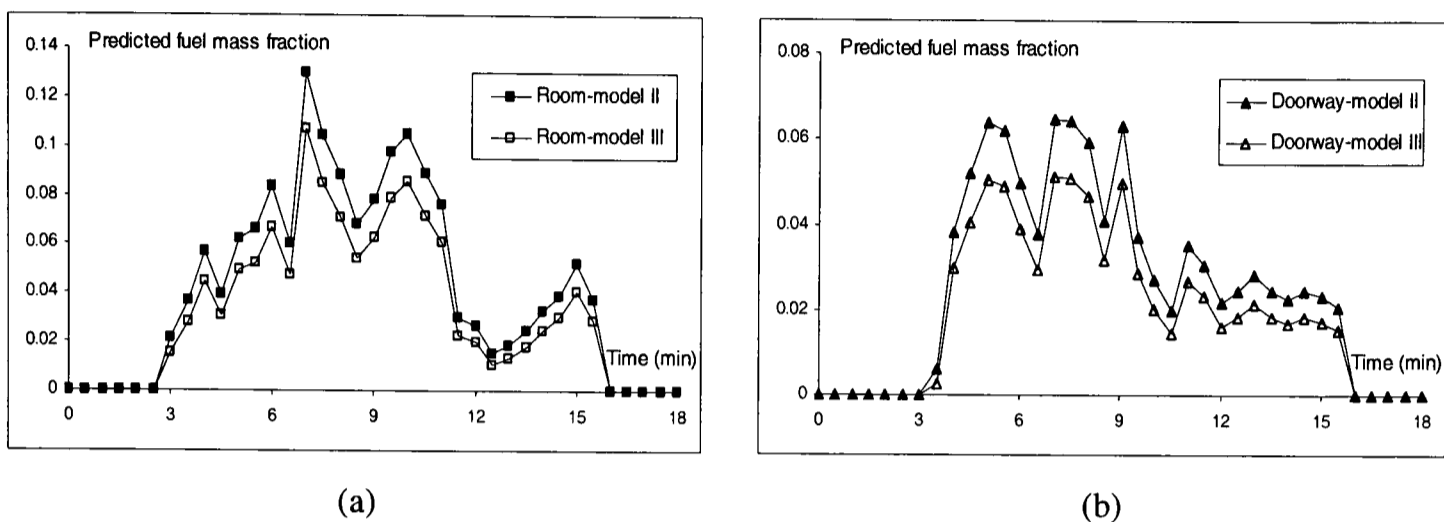 Predicted fuel mass fraction
0.14
0.12
0.1
0.08
0.06
0.04
0.02
0
Room-model II
Room-model III
Time (min)
0 3 6 9 12 15 18
(a)
Predicted fuel mass fraction
0.08
0.06
0.04
0.02
0
Doorway-model II
Doorway-model III
Time (min)
0 3 6 9 12 15 18
(b)